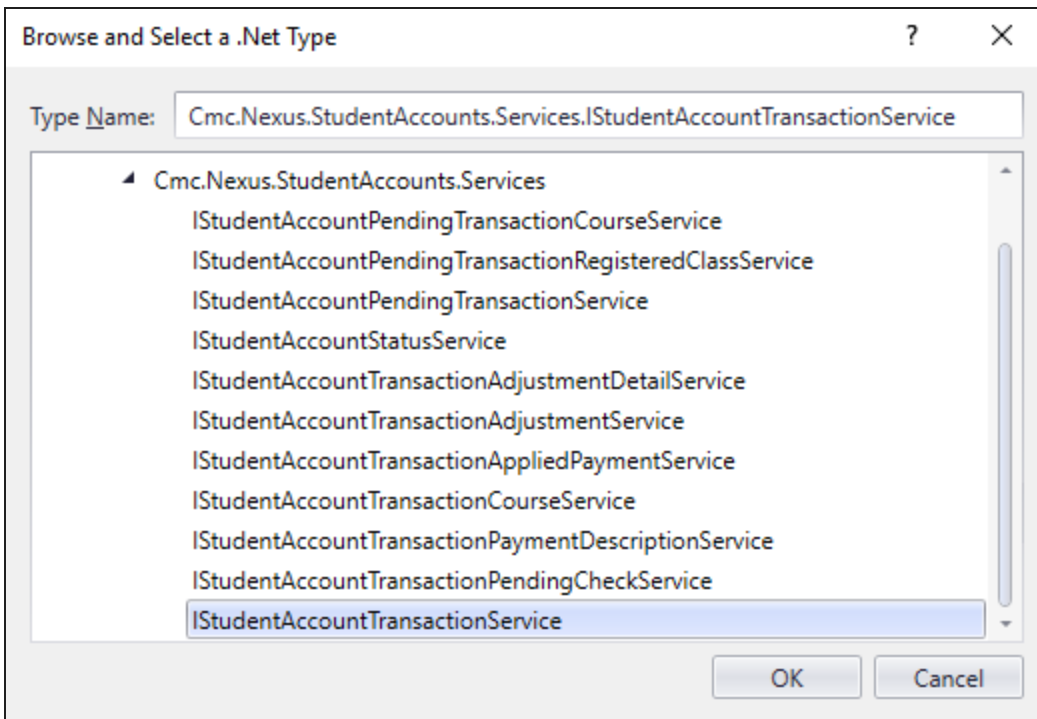 Browse and Select a .Net Type ?
Type Name: Cmc.Nexus.StudentAccounts.Services.IStudentAccountTransactionService
Cmc.Nexus.StudentAccounts.Services
IStudentAccountPendingTransactionCourseService
IStudentAccountPendingTransactionRegisteredClassService
IStudentAccountPendingTransactionService
IStudentAccountStatusService
IStudentAccountTransactionAdjustmentDetailService
IStudentAccountTransactionAdjustmentService
IStudentAccountTransactionAppliedPaymentService
IStudentAccountTransactionCourseService
IStudentAccountTransactionPaymentDescriptionService
IStudentAccountTransactionPendingCheckService
IStudentAccountTransactionService
OK Cancel